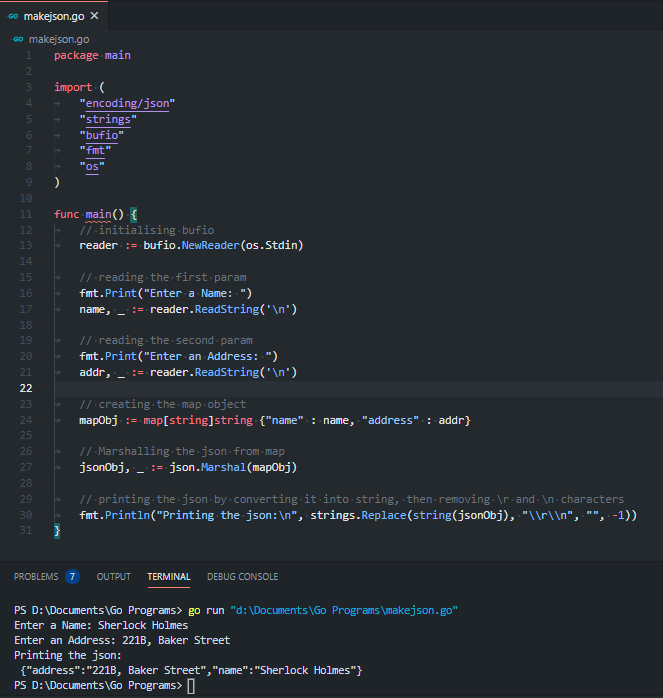 makejson.go
makejson.go
1 package main
2
3 import (
4 "encoding/json"
5 "strings"
6 "bufio"
7 "fmt"
8 "os"
9 )
10
11 func main() {
12 // initialising bufio
13 reader := bufio.NewReader(os.Stdin)
14
15 // reading the first param
16 fmt.Print("Enter a Name: ")
17 name, _ := reader.ReadString('\n')
18
19 // reading the second param
20 fmt.Print("Enter an Address: ")
21 addr, _ := reader.ReadString('\n')
22
23 // creating the map object
24 mapObj := map[string]string {"name" : name, "address" : addr}
25
26 // Marshalling the json from map
27 jsonObj, _ := json.Marshal(mapObj)
28
29 // printing the json by converting it into string, then removing \r and \n characters
30 fmt.Println("Printing the json:\n", strings.Replace(string(jsonObj), "\\r\\n", "", -1))
31 }
PROBLEMS 7 OUTPUT TERMINAL DEBUG CONSOLE
PS D:\Documents\Go Programs> go run "d:\Documents\Go Programs\makejson.go"
Enter a Name: Sherlock Holmes
Enter an Address: 221B, Baker Street
Printing the json:
{"address":"221B, Baker Street","name":"Sherlock Holmes"}
PS D:\Documents\Go Programs>